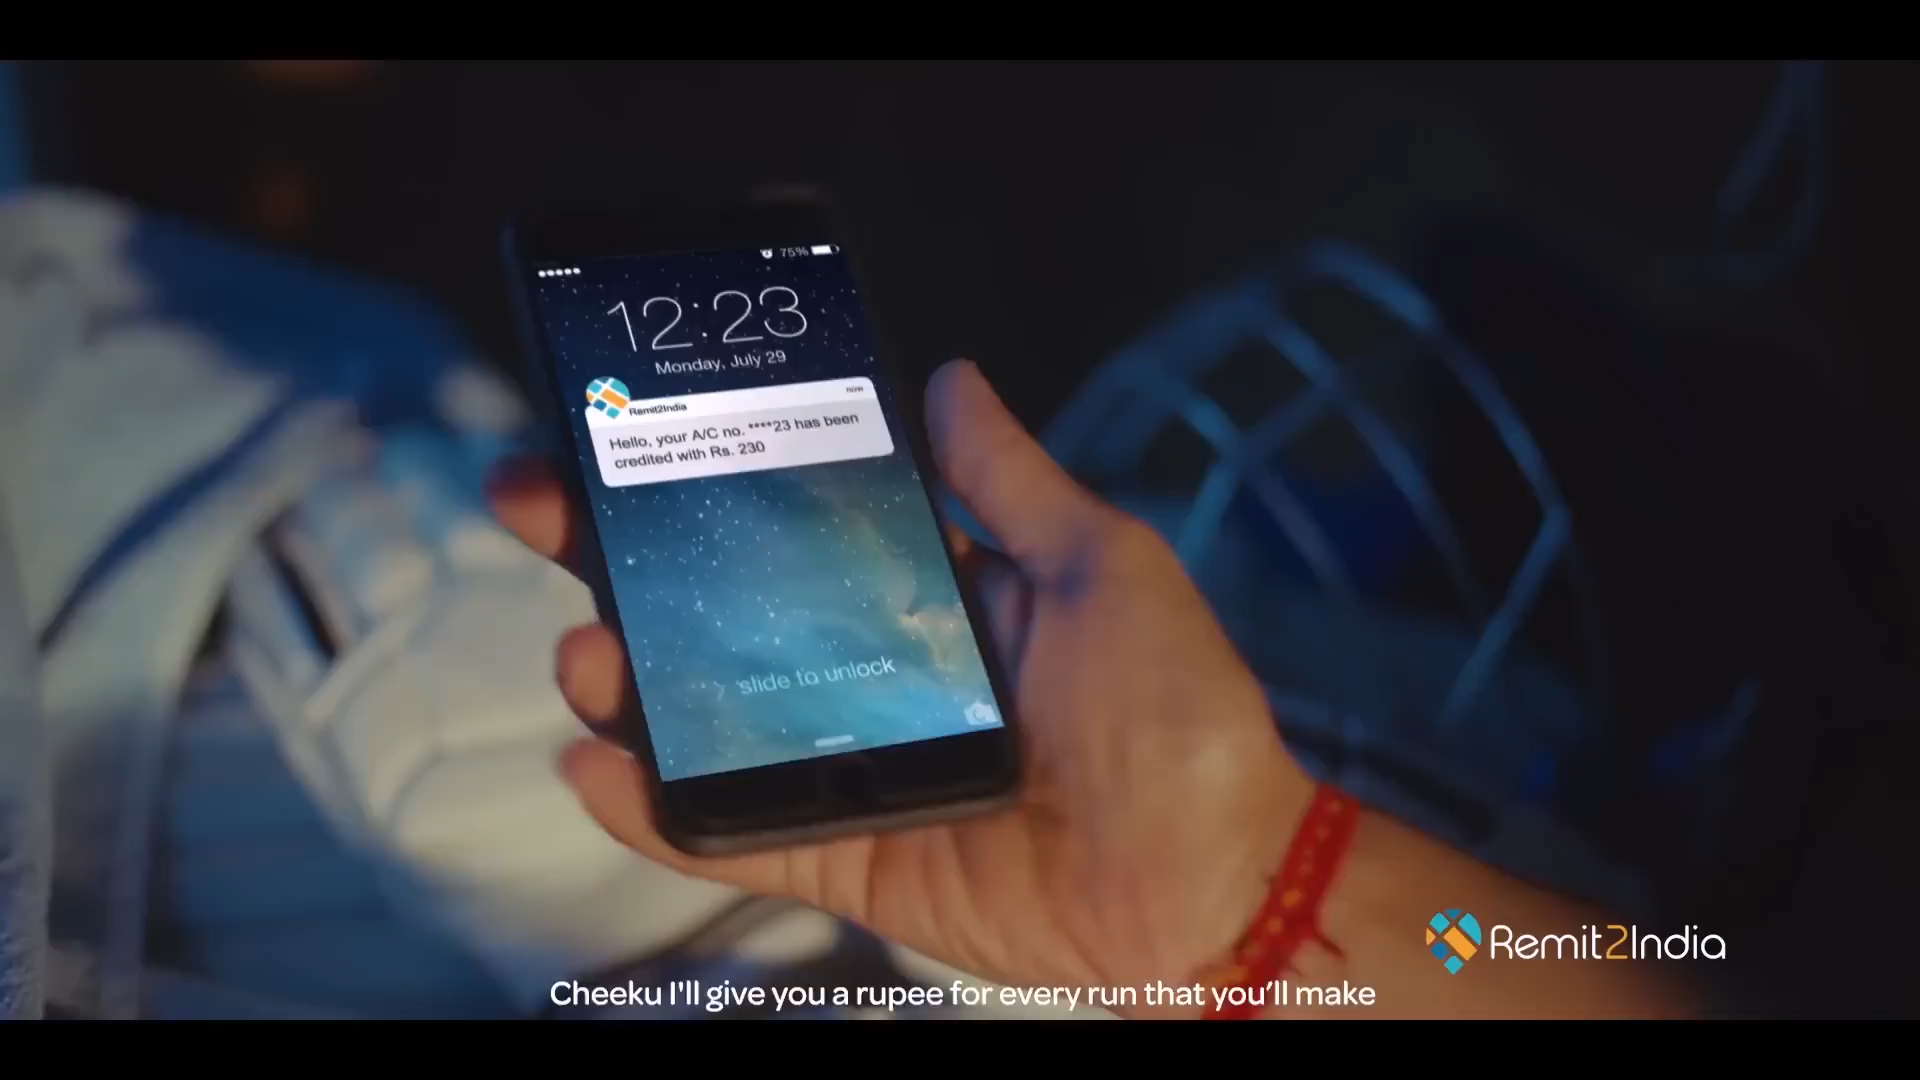 75%
12:23
Monday, July 29
now
Remit2India
Hello, your A/C no. ****23 has been
credited with Rs. 230
slide to unlock
Remit2India
Cheeku I'll give you a rupee for every run that you'll make